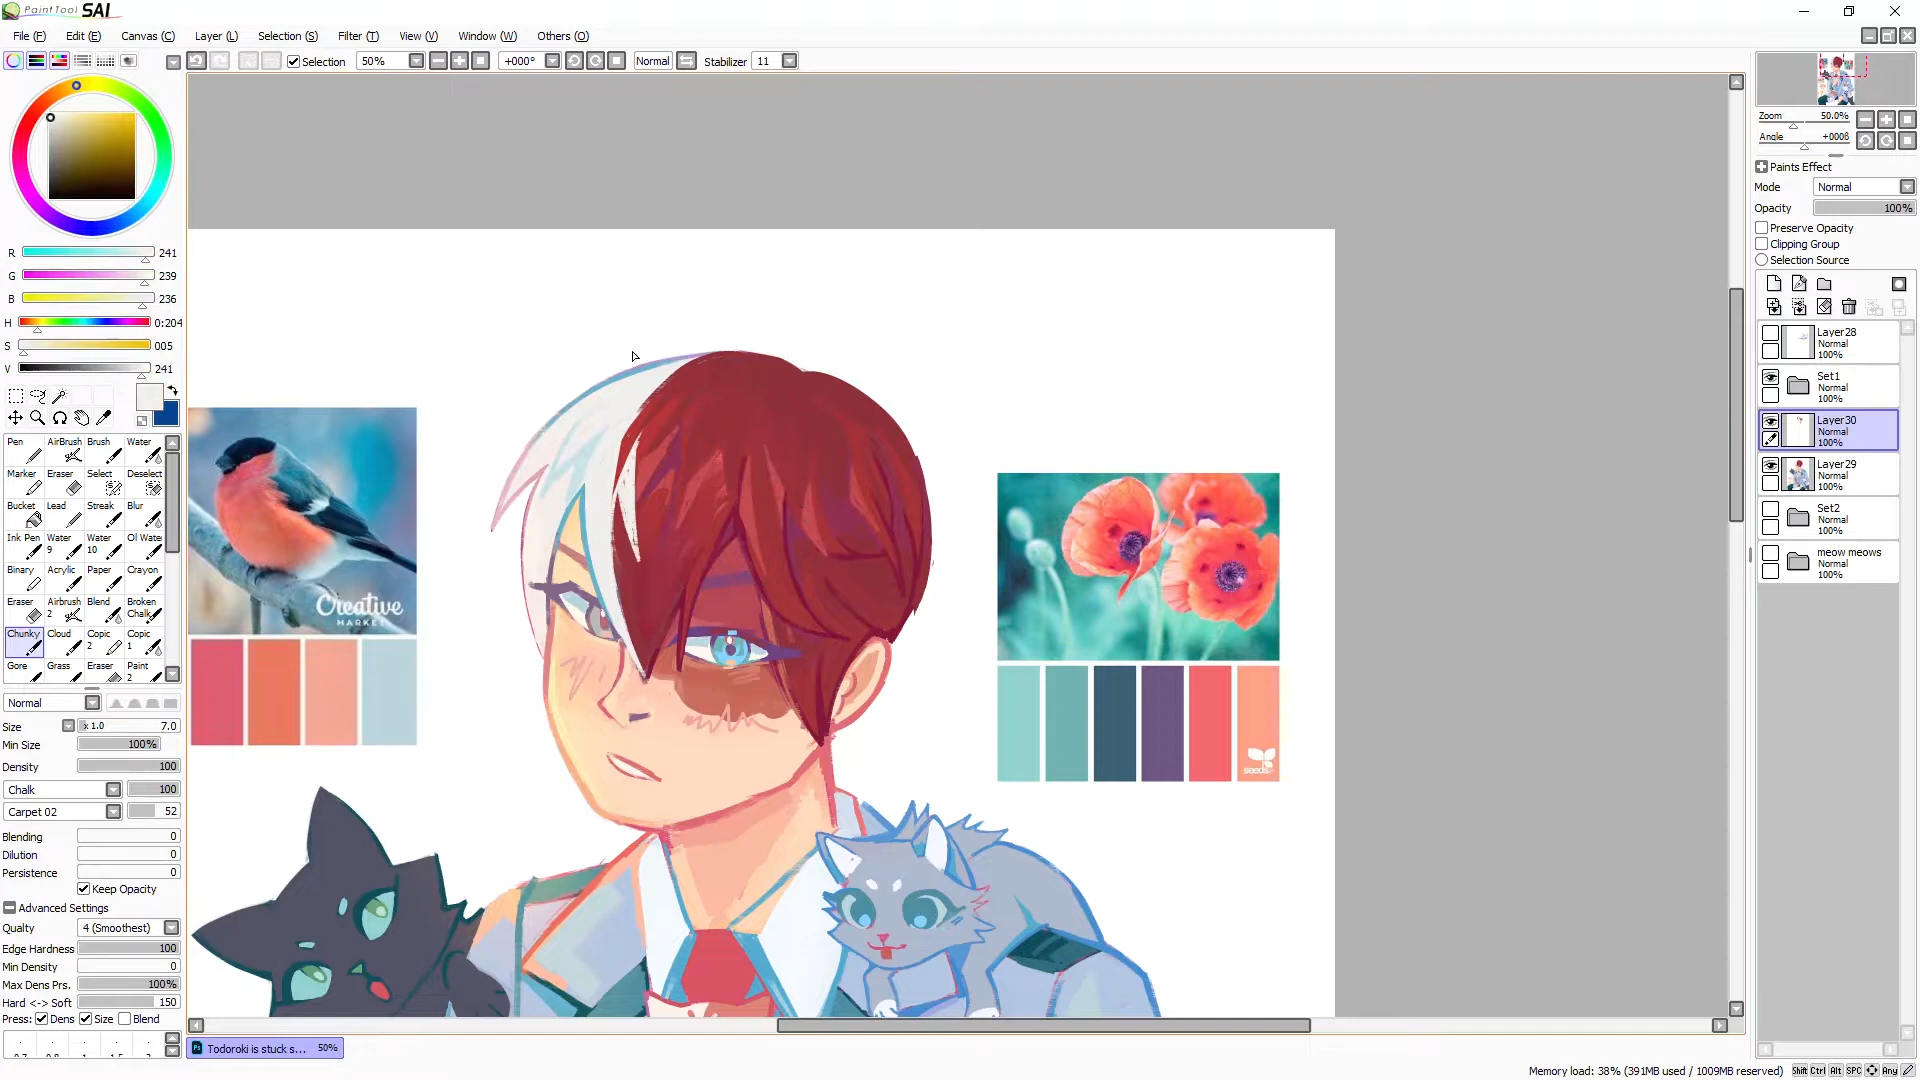 PaintTool SAI
File (F) Edit (E) Canvas (C) Layer (L) Selection (S) Filter (T) View (V) Window (W) Others (O)
Selection 50% +000° Normal Stabilizer 11
Zoom 50.0%
Angle +000ß
R 241
G 239
B 236
H 0:204
S 005
V 241
Pen AirBrush Brush Water
Marker Eraser Select Deselect
Bucket Lead Streak Blur
Ink Pen Water 9 Water 10 Ol Wate
Binary Acrylic Paper Crayon
Eraser Airbrush 2 Blend Broken Chalk
Chunky Cloud Copic 2 Copic 1
Gore Grass Eraser Paint 2
Normal
Size x 1.0 7.0
Min Size 100%
Density 100
Chalk 100
Carpet 02 52
Blending 0
Dilution 0
Persistence 0
Keep Opacity
Advanced Settings
Qualty 4 (Smoothest)
Edge Hardness 100
Min Density 0
Max Dens Prs. 100%
Hard <-> Soft 150
Press: Dens Size Blend
Creative
MARKET
seeds
Todoroki is stuck s... 50%
Paints Effect
Mode Normal
Opacity 100%
Preserve Opacity
Clipping Group
Selection Source
Layer28
Normal
100%
Set1
Normal
100%
Layer30
Normal
100%
Layer29
Normal
100%
Set2
Normal
100%
meow meows
Normal
100%
Memory load: 38% (391MB used / 1009MB reserved) Shift Ctrl Alt SPC Any